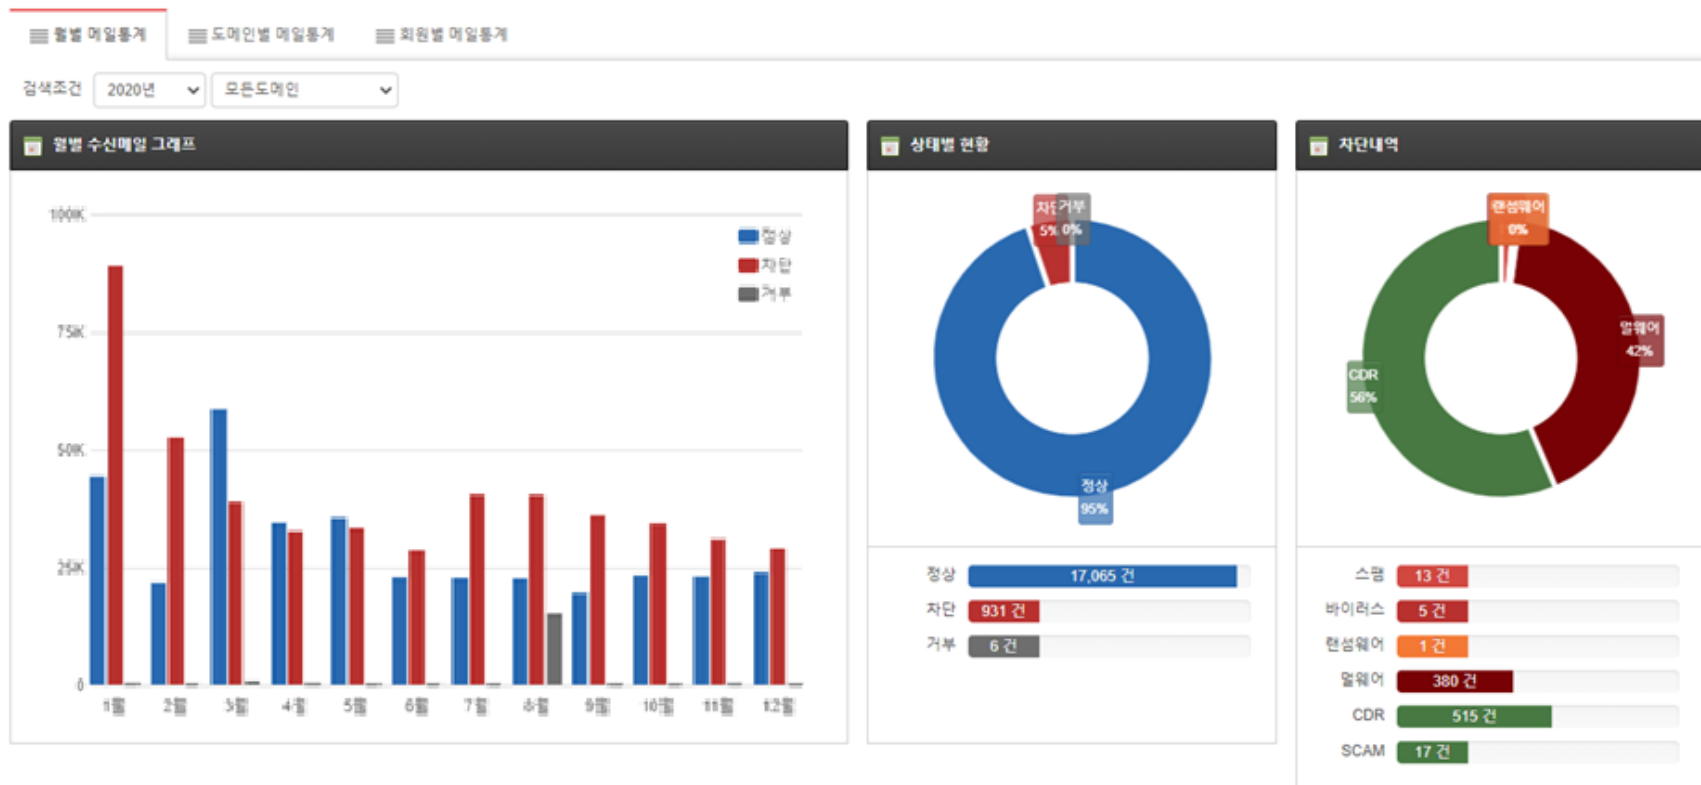 월별 메일통계
도메인별 메일통계
회원별 메일통계
검색조건
2020년
모든도메인
월별 수신메일 그래프
100K
75K
50K
25K
0
정상
차단
거부
1월
2월
3월
4월
5월
6월
7월
8월
9월
10월
11월
12월
상태별 현황
차단
5%
거부
0%
정상
95%
정상 17,065 건
차단 931 건
거부 6 건
차단내역
랜섬웨어
0%
멀웨어
42%
CDR
56%
스팸 13 건
바이러스 5 건
랜섬웨어 1 건
멀웨어 380 건
CDR 515 건
SCAM 17 건